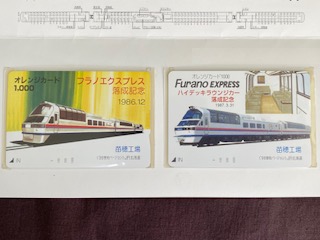 オレンジカード
1,000
フラノエクスプレス
落成記念
1986.12
苗穂工場
IN
オレンジカード1000
FURANO EXPRESS
ハイデッキラウンジカー
落成記念
苗穂工場
IN